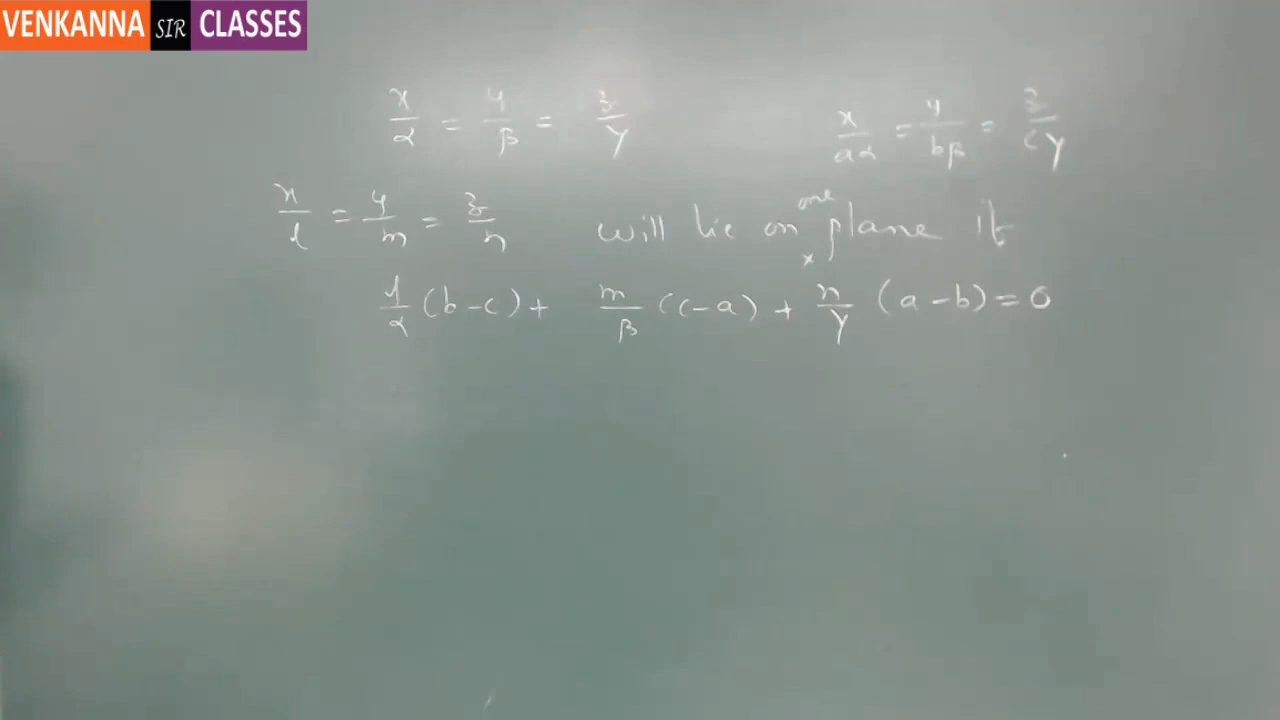 VENKANNA SIR CLASSES
x/α = y/β = z/γ    x/aα = y/bβ = z/cγ
x/l = y/m = z/n will lie on one plane if
l/α (b-c) + m/β (c-a) + n/γ (a-b) = 0